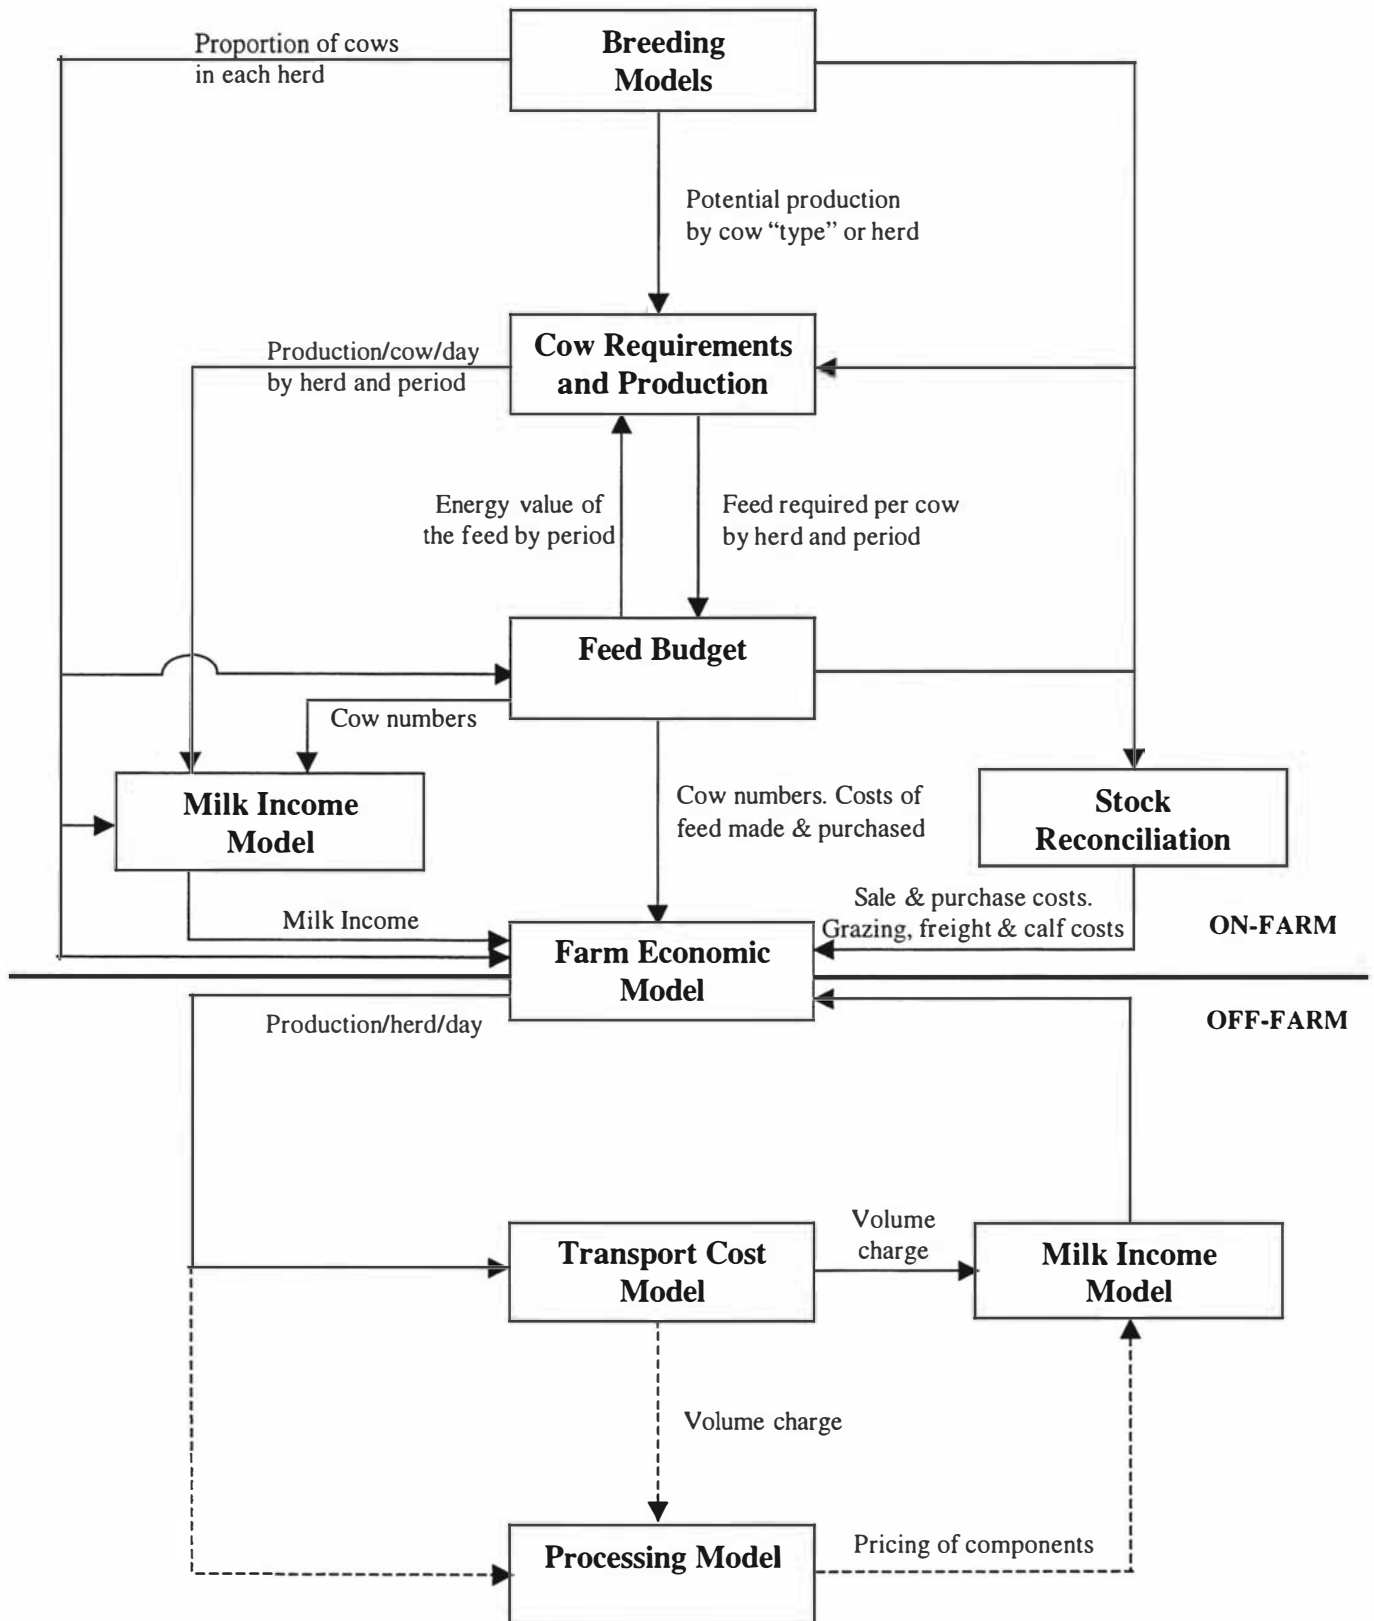 Proportion of cows
in each herd
Breeding
Models
Potential production
by cow “type” or herd
Production/cow/day
by herd and period
Cow Requirements
and Production
Energy value of
the feed by period
Feed required per cow
by herd and period
Feed Budget
Cow numbers
Milk Income
Model
Cow numbers. Costs of
feed made & purchased
Stock
Reconciliation
Sale & purchase costs.
Grazing, freight & calf costs
Milk Income
Farm Economic
Model
ON-FARM
OFF-FARM
Production/herd/day
Transport Cost
Model
Volume
charge
Milk Income
Model
Volume charge
Processing Model
Pricing of components